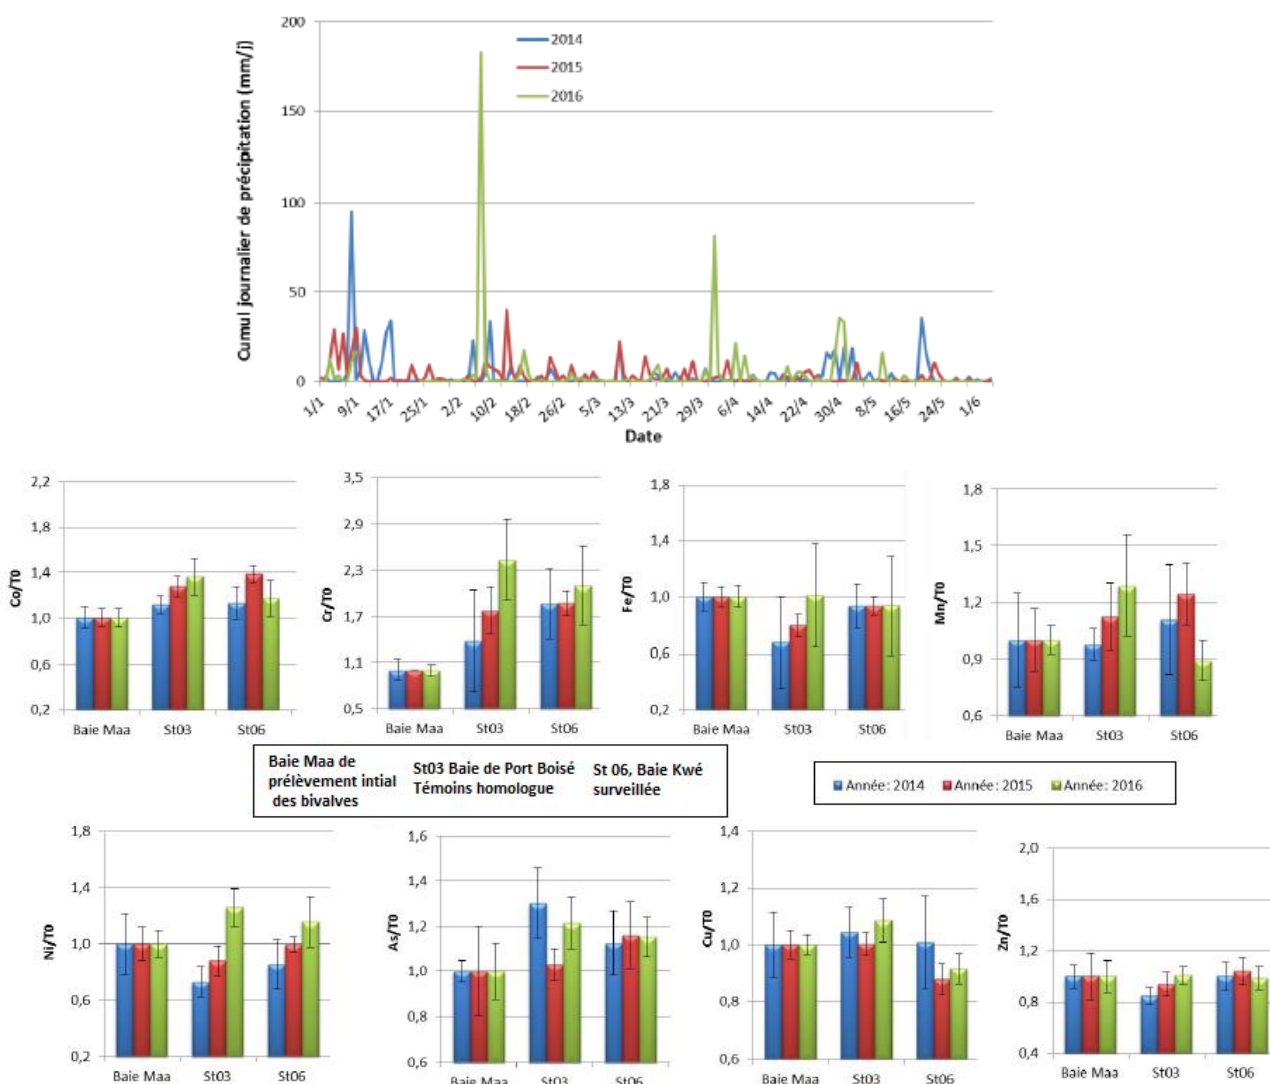 200
150
100
50
0
Cumul journalier de précipitation (mm/j)
2014
2015
2016
1/1
9/1
17/1
25/1
2/2
10/2
18/2
26/2
5/3
13/3
21/3
29/3
6/4
14/4
22/4
30/4
8/5
16/5
24/5
1/6
Date
Co/T0
2,2
1,8
1,4
1,0
0,6
0,2
Baie Maa St03 St06
Cr/T0
3,5
2,9
2,3
1,7
1,1
0,5
Baie Maa St03 St06
Fe/T0
1,8
1,4
1,0
0,6
0,2
Baie Maa St03 St06
Mn/T0
1,8
1,5
1,2
0,9
0,6
Baie Maa St03 St06
Baie Maa de
prélèvement intial
des bivalves
St03 Baie de Port Boisé
Témoins homologue
St 06, Baie Kwé
surveillée
Année: 2014 Année: 2015 Année: 2016
Ni/T0
1,8
1,4
1,0
0,6
0,2
Baie Maa St03 St06
As/T0
1,6
1,4
1,2
1,0
0,8
0,6
Baie Maa St03 St06
Cu/T0
1,4
1,2
1,0
0,8
0,6
Baie Maa St03 St06
Zn/T0
2,0
1,6
1,2
0,8
0,4
Baie Maa St03 St06